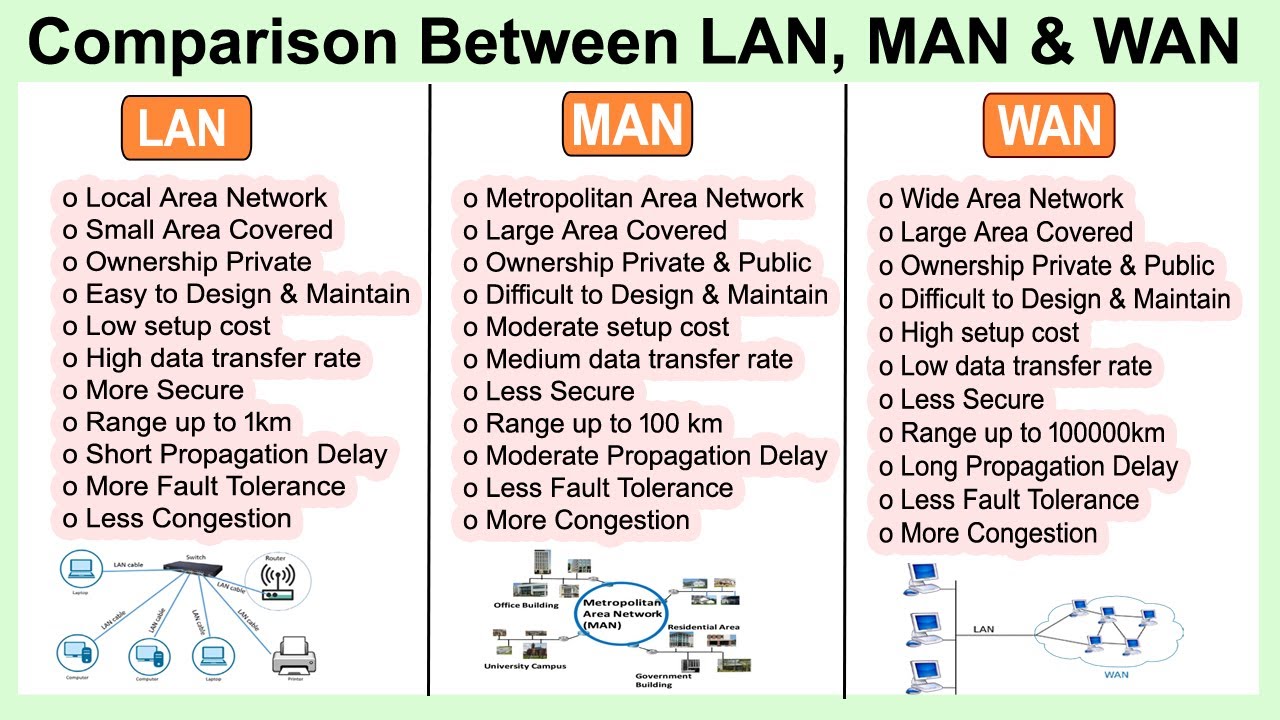 Comparison Between LAN, MAN & WAN
LAN
o Local Area Network
o Small Area Covered
o Ownership Private
o Easy to Design & Maintain
o Low setup cost
o High data transfer rate
o More Secure
o Range up to 1km
o Short Propagation Delay
o More Fault Tolerance
o Less Congestion
Switch
Router
LAN cable
LAN cable
LAN cable
LAN cable
LAN cable
LAN cable
Laptop
Computer
Computer
Laptop
Printer
MAN
o Metropolitan Area Network
o Large Area Covered
o Ownership Private & Public
o Difficult to Design & Maintain
o Moderate setup cost
o Medium data transfer rate
o Less Secure
o Range up to 100 km
o Moderate Propagation Delay
o Less Fault Tolerance
o More Congestion
Office Building
Metropolitan
Area Network
(MAN)
Residential Area
University Campus
Government
Building
WAN
o Wide Area Network
o Large Area Covered
o Ownership Private & Public
o Difficult to Design & Maintain
o High setup cost
o Low data transfer rate
o Less Secure
o Range up to 100000km
o Long Propagation Delay
o Less Fault Tolerance
o More Congestion
LAN
WAN